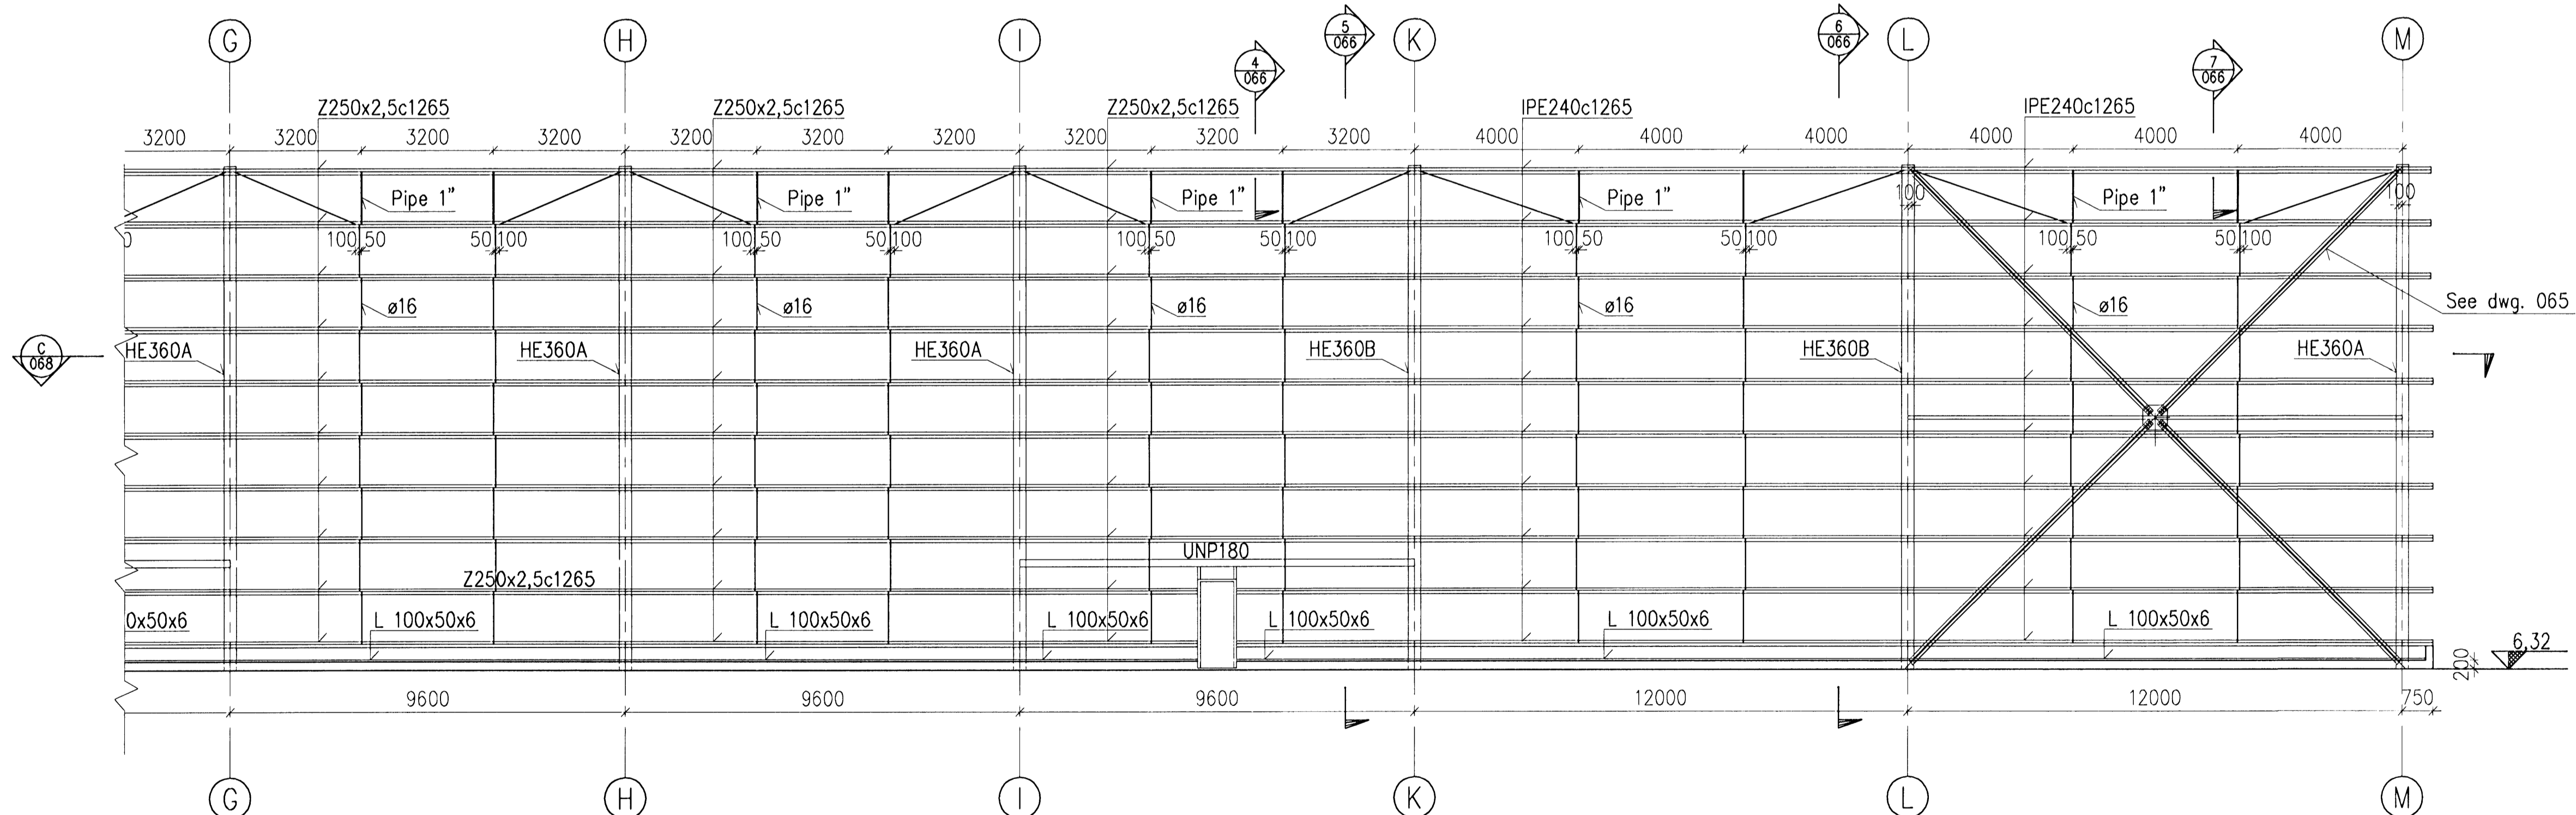 G H I K L M
4
066
5
066
6
066
7
066
Z250x2,5c1265 Z250x2,5c1265 Z250x2,5c1265 IPE240c1265 IPE240c1265
3200 3200 3200 3200 3200 3200 3200 3200 3200 3200 4000 4000 4000 4000 4000 4000
Pipe 1" Pipe 1" Pipe 1" Pipe 1" Pipe 1"
100 100
0 100 50 50 100 100 50 50 100 100 50 50 100 100 50 50 100 100 50 50 100
ø16 ø16 ø16 ø16 ø16
See dwg. 065
C
068
HE360A HE360A HE360A HE360B HE360B HE360A
UNP180
Z250x2,5c1265
0x50x6 L 100x50x6 L 100x50x6 L 100x50x6 L 100x50x6 L 100x50x6 L 100x50x6
6,32
200
9600 9600 9600 12000 12000 750
G H I K L M